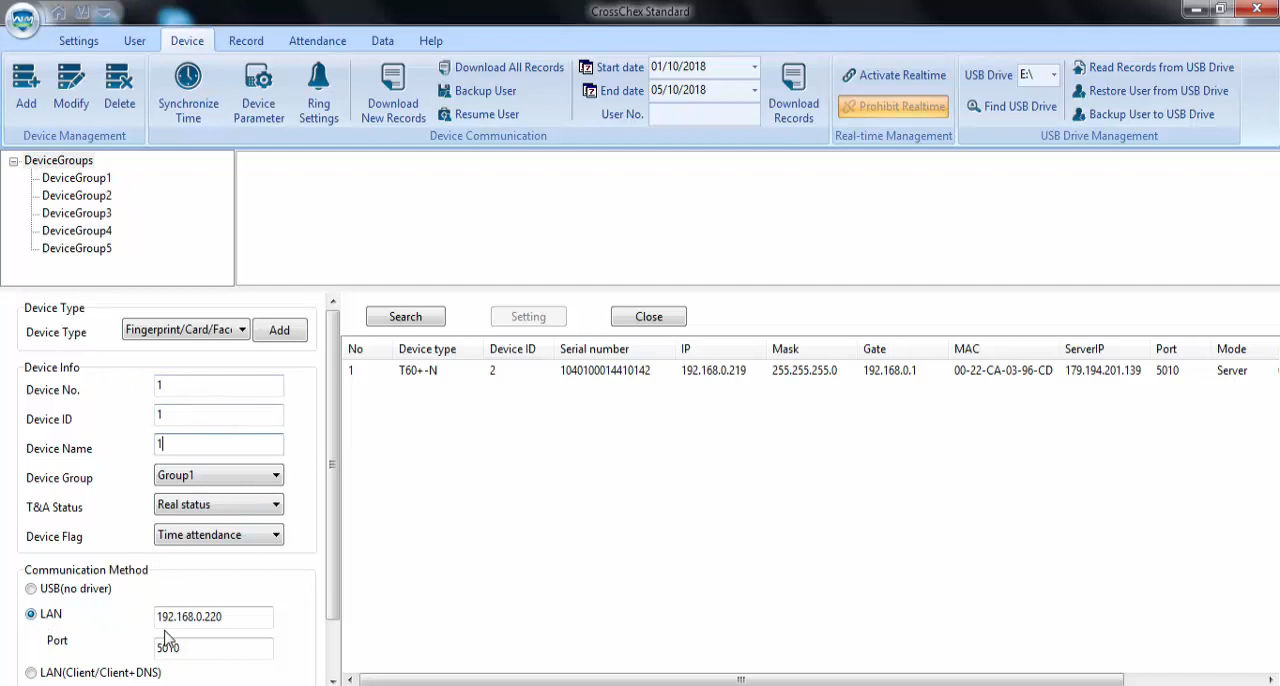 CrossChex Standard
Settings User Device Record Attendance Data Help
Add Modify Delete
Device Management
Synchronize Time
Device Parameter
Ring Settings
Download New Records
Download All Records
Backup User
Resume User
Start date 01/10/2018
End date 05/10/2018
User No.
Download Records
Device Communication
Activate Realtime
Prohibit Realtime
Real-time Management
USB Drive E:\
Find USB Drive
Read Records from USB Drive
Restore User from USB Drive
Backup User to USB Drive
USB Drive Management
DeviceGroups
DeviceGroup1
DeviceGroup2
DeviceGroup3
DeviceGroup4
DeviceGroup5
Device Type
Device Type Fingerprint/Card/Fac Add
Device Info
Device No. 1
Device ID 1
Device Name 1
Device Group Group1
T&A Status Real status
Device Flag Time attendance
Communication Method
USB(no driver)
LAN 192.168.0.220
Port 5010
LAN(Client/Client+DNS)
Search Setting Close
No Device type Device ID Serial number IP Mask Gate MAC ServerIP Port Mode
1 T60+-N 2 1040100014410142 192.168.0.219 255.255.255.0 192.168.0.1 00-22-CA-03-96-CD 179.194.201.139 5010 Server